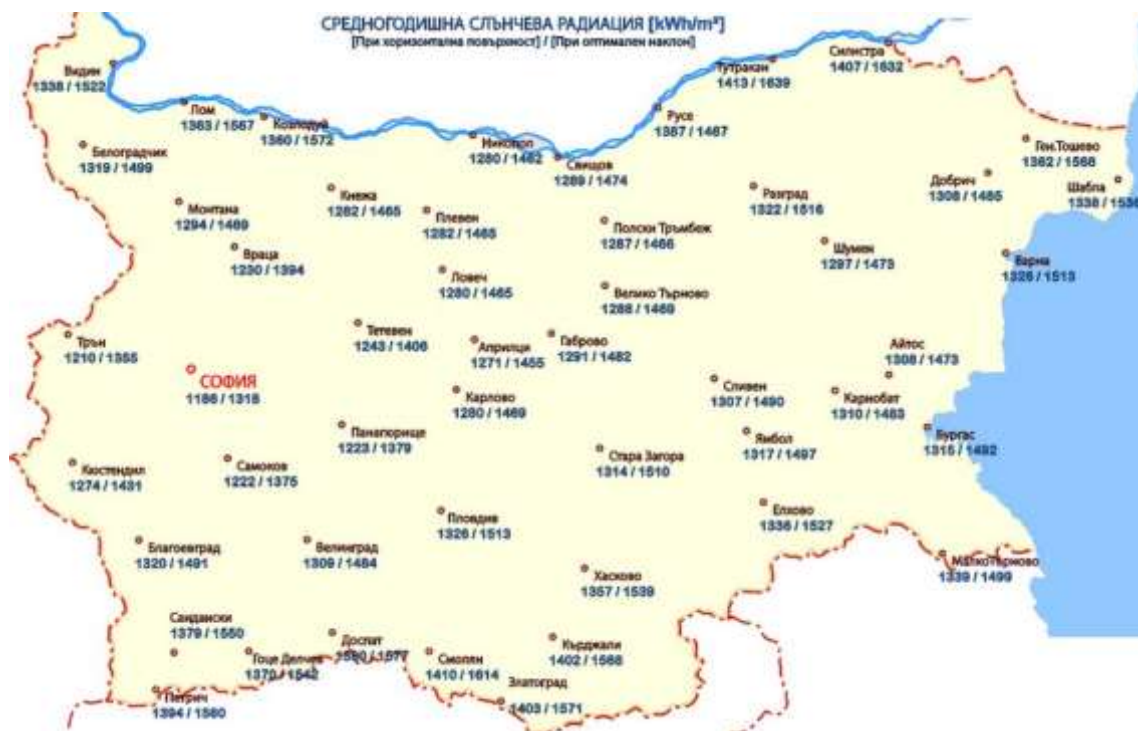 СРЕДНОГОДИШНА СЛЪНЧЕВА РАДИАЦИЯ [kWh/m²]
[При хоризонтална повърхност] / [При оптимален наклон]
Силистра
1407 / 1632
Тутракан
1413 / 1639
Видин
1338 / 1522
Лом
1363 / 1567
Козлодуй
1360 / 1572
Русе
1387 / 1467
Никопол
1280 / 1462
Свищов
1289 / 1474
Белоградчик
1319 / 1499
Ген.Тошево
1362 / 1566
Добрич
1308 / 1485
Шабла
1338 / 1536
Монтана
1294 / 1469
Кнежа
1282 / 1465
Плевен
1282 / 1465
Разград
1322 / 1516
Полски Тръмбеж
1287 / 1466
Шумен
1297 / 1473
Враца
1230 / 1394
Варна
1326 / 1513
Ловеч
1280 / 1465
Велико Търново
1288 / 1469
Трън
1210 / 1355
Тетевен
1243 / 1406
Априлци
1271 / 1455
Габрово
1291 / 1482
Айтос
1308 / 1473
СОФИЯ
1186 / 1318
Карлово
1280 / 1469
Сливен
1307 / 1490
Карнобат
1310 / 1483
Панагюрище
1223 / 1379
Ямбол
1317 / 1497
Бургас
1315 / 1492
Кюстендил
1274 / 1431
Самоков
1222 / 1375
Стара Загора
1314 / 1510
Пловдив
1326 / 1513
Елхово
1336 / 1527
Благоевград
1320 / 1491
Велинград
1309 / 1484
Малкотърново
1339 / 1499
Хасково
1357 / 1539
Сандански
1379 / 1550
Гоце Делчев
1370 / 1542
Доспат
/ 1577
Смолян
1410 / 1614
Кърджали
1402 / 1568
Златоград
1403 / 1571
Петрич
1394 / 1560